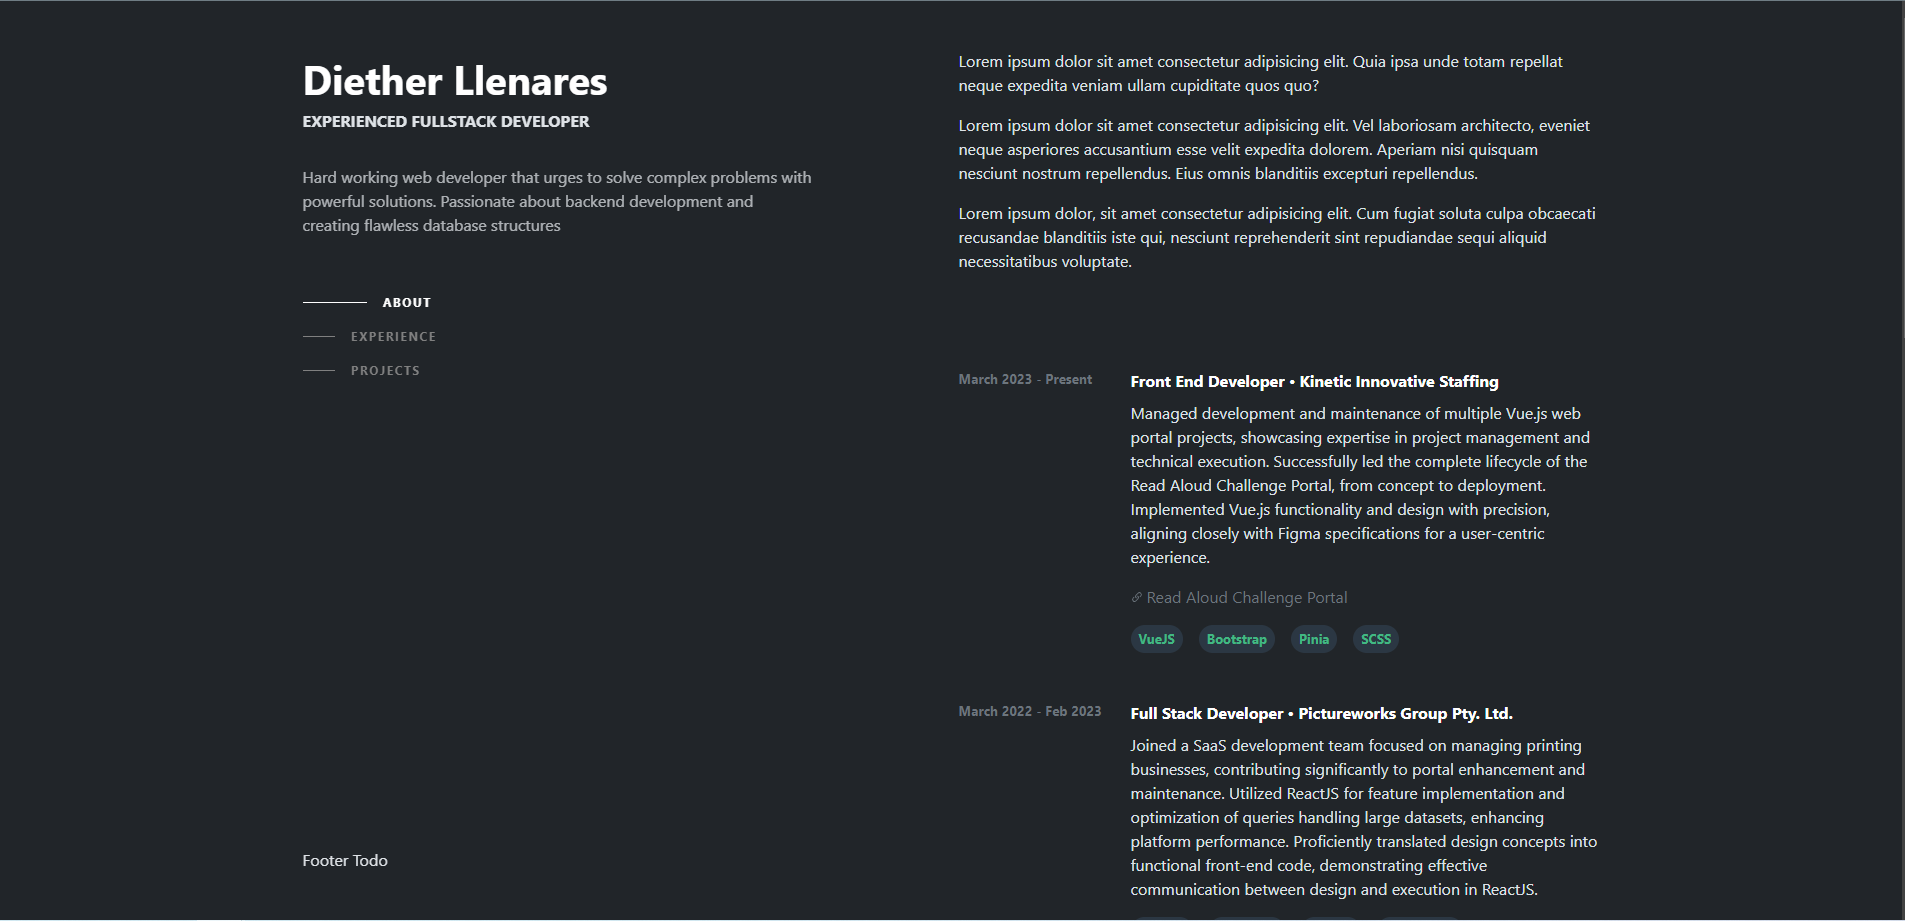 Diether Llenares
EXPERIENCED FULLSTACK DEVELOPER
Hard working web developer that urges to solve complex problems with
powerful solutions. Passionate about backend development and
creating flawless database structures
ABOUT
EXPERIENCE
PROJECTS
Footer Todo
Lorem ipsum dolor sit amet consectetur adipisicing elit. Quia ipsa unde totam repellat
neque expedita veniam ullam cupiditate quos quo?
Lorem ipsum dolor sit amet consectetur adipisicing elit. Vel laboriosam architecto, eveniet
neque asperiores accusantium esse velit expedita dolorem. Aperiam nisi quisquam
nesciunt nostrum repellendus. Eius omnis blanditiis excepturi repellendus.
Lorem ipsum dolor, sit amet consectetur adipisicing elit. Cum fugiat soluta culpa obcaecati
recusandae blanditiis iste qui, nesciunt reprehenderit sint repudiandae sequi aliquid
necessitatibus voluptate.
March 2023 - Present
Front End Developer • Kinetic Innovative Staffing
Managed development and maintenance of multiple Vue.js web
portal projects, showcasing expertise in project management and
technical execution. Successfully led the complete lifecycle of the
Read Aloud Challenge Portal, from concept to deployment.
Implemented Vue.js functionality and design with precision,
aligning closely with Figma specifications for a user-centric
experience.
Read Aloud Challenge Portal
VueJS Bootstrap Pinia SCSS
March 2022 - Feb 2023
Full Stack Developer • Pictureworks Group Pty. Ltd.
Joined a SaaS development team focused on managing printing
businesses, contributing significantly to portal enhancement and
maintenance. Utilized ReactJS for feature implementation and
optimization of queries handling large datasets, enhancing
platform performance. Proficiently translated design concepts into
functional front-end code, demonstrating effective
communication between design and execution in ReactJS.